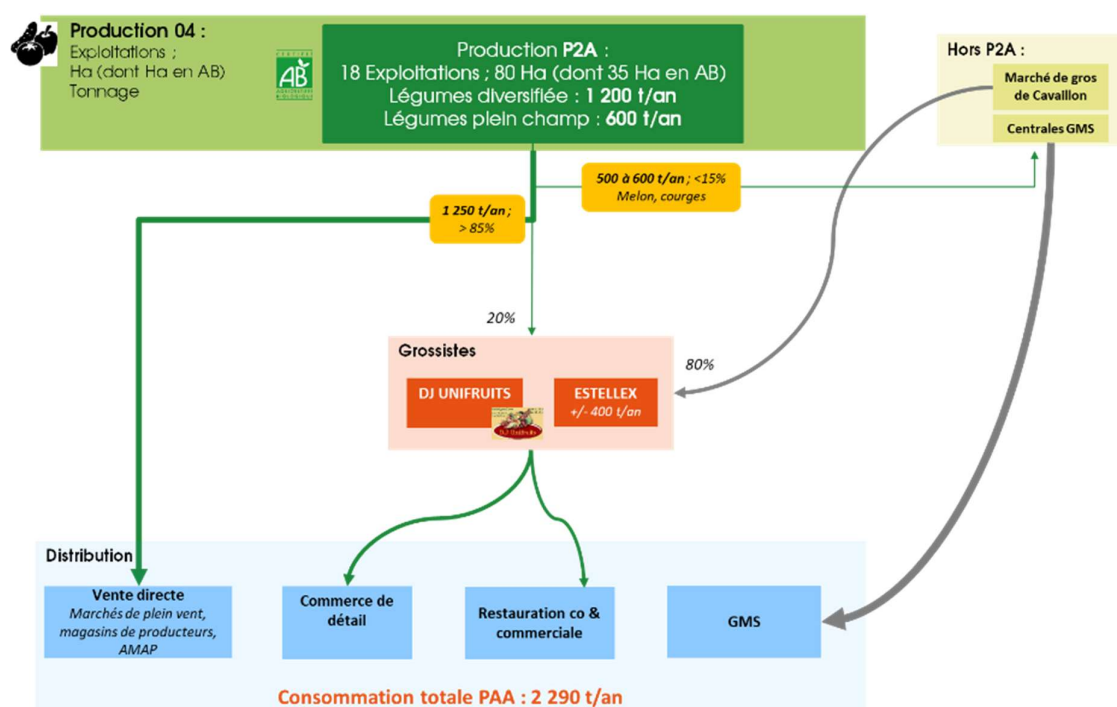 Production 04 :
Exploitations ;
Ha (dont Ha en AB)
Tonnage
AB
Production P2A :
18 Exploitations ; 80 Ha (dont 35 Ha en AB)
Légumes diversifiée : 1 200 t/an
Légumes plein champ : 600 t/an
Hors P2A :
Marché de gros
de Cavaillon
Centrales GMS
500 à 600 t/an ; <15%
Melon, courges
1 250 t/an ;
> 85%
20%
80%
Grossistes
DJ UNIFRUITS
ESTELLEX
+/- 400 t/an
Distribution
Vente directe
Marchés de plein vent,
magasins de producteurs,
AMAP
Commerce de
détail
Restauration co &
commerciale
GMS
Consommation totale PAA : 2 290 t/an